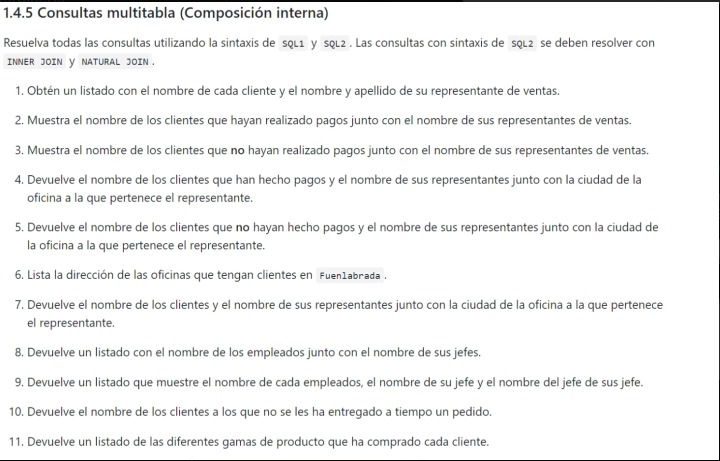 1.4.5 Consultas multitabla (Composición interna)
Resuelva todas las consultas utilizando la sintaxis de SQL1 y SQL2. Las consultas con sintaxis de SQL2 se deben resolver con
INNER JOIN y NATURAL JOIN.
1. Obtén un listado con el nombre de cada cliente y el nombre y apellido de su representante de ventas.
2. Muestra el nombre de los clientes que hayan realizado pagos junto con el nombre de sus representantes de ventas.
3. Muestra el nombre de los clientes que no hayan realizado pagos junto con el nombre de sus representantes de ventas.
4. Devuelve el nombre de los clientes que han hecho pagos y el nombre de sus representantes junto con la ciudad de la
oficina a la que pertenece el representante.
5. Devuelve el nombre de los clientes que no hayan hecho pagos y el nombre de sus representantes junto con la ciudad de
la oficina a la que pertenece el representante.
6. Lista la dirección de las oficinas que tengan clientes en Fuenlabrada.
7. Devuelve el nombre de los clientes y el nombre de sus representantes junto con la ciudad de la oficina a la que pertenece
el representante.
8. Devuelve un listado con el nombre de los empleados junto con el nombre de sus jefes.
9. Devuelve un listado que muestre el nombre de cada empleados, el nombre de su jefe y el nombre del jefe de sus jefe.
10. Devuelve el nombre de los clientes a los que no se les ha entregado a tiempo un pedido.
11. Devuelve un listado de las diferentes gamas de producto que ha comprado cada cliente.